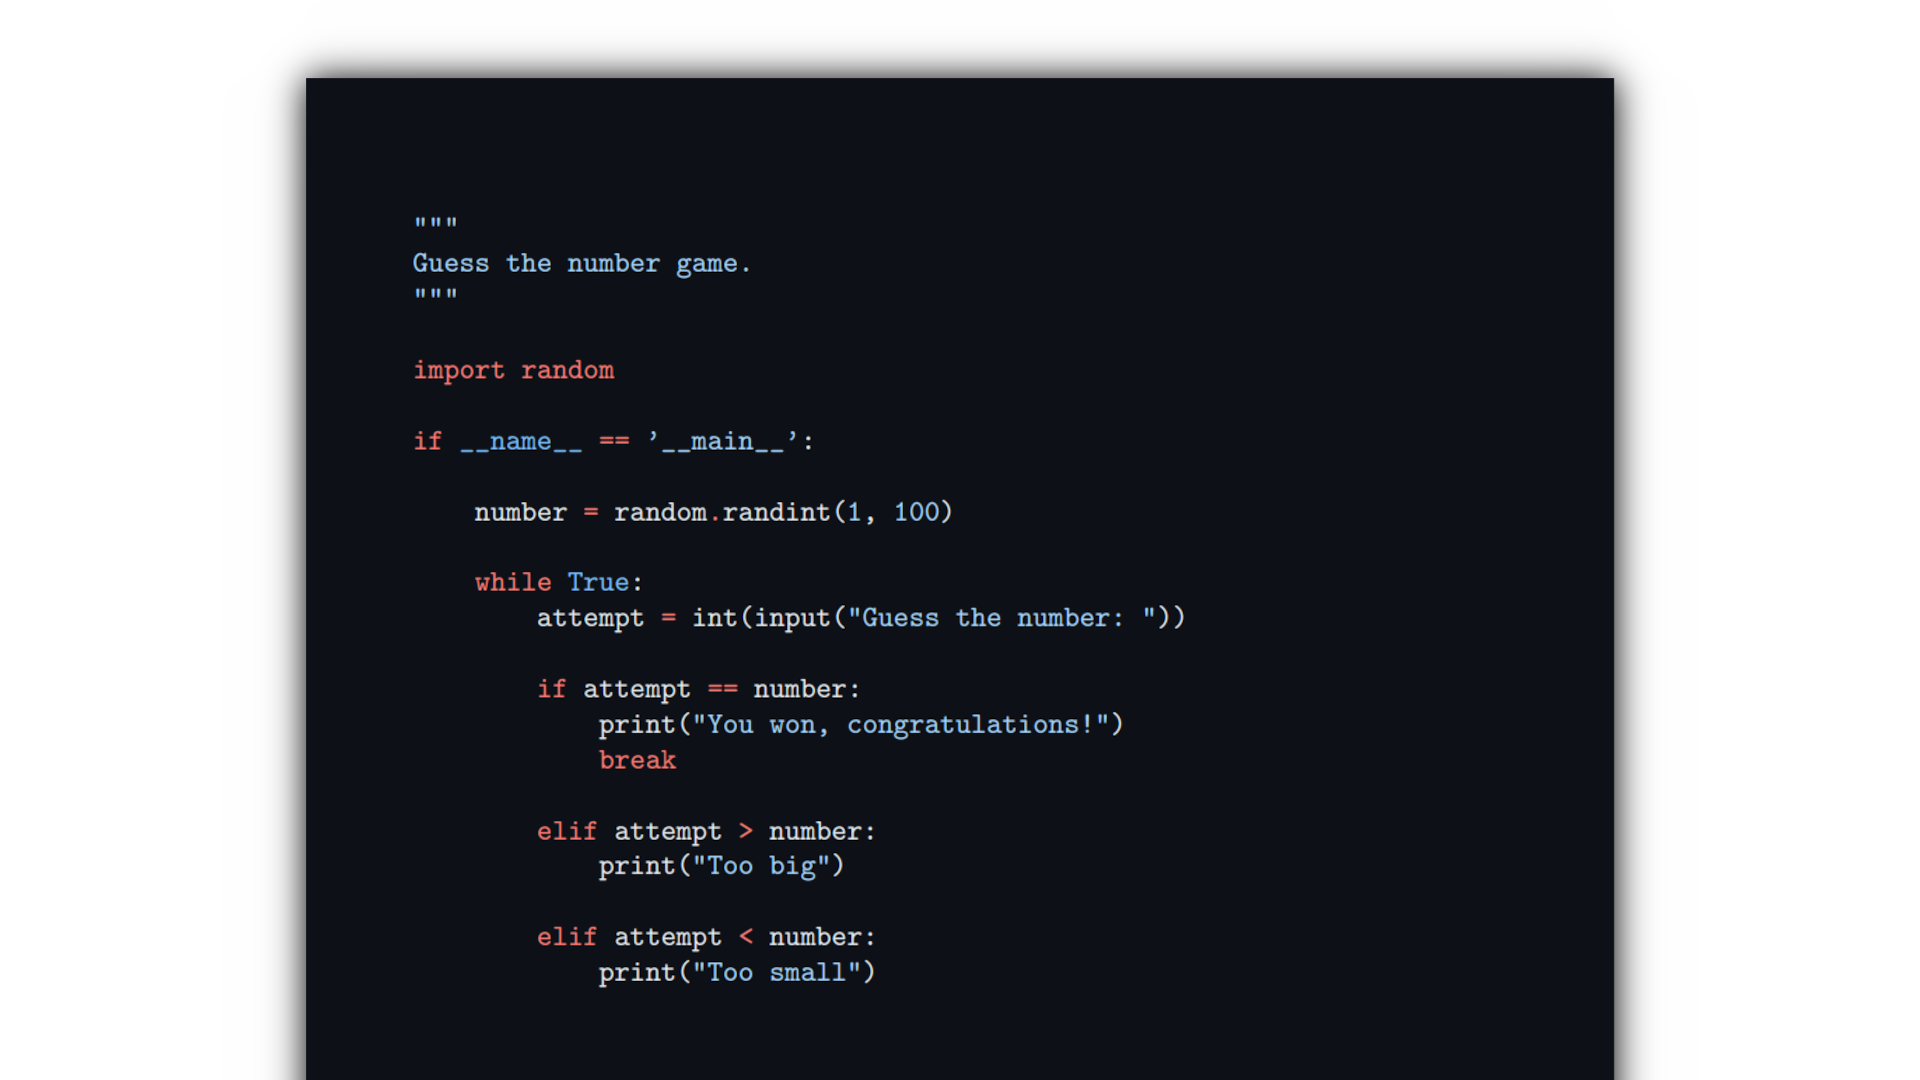 """
Guess the number game.
"""
import random
if __name__ == ’__main__’:
    number = random.randint(1, 100)
    while True:
        attempt = int(input("Guess the number: "))
        if attempt == number:
            print("You won, congratulations!")
            break
        elif attempt > number:
            print("Too big")
        elif attempt < number:
            print("Too small")